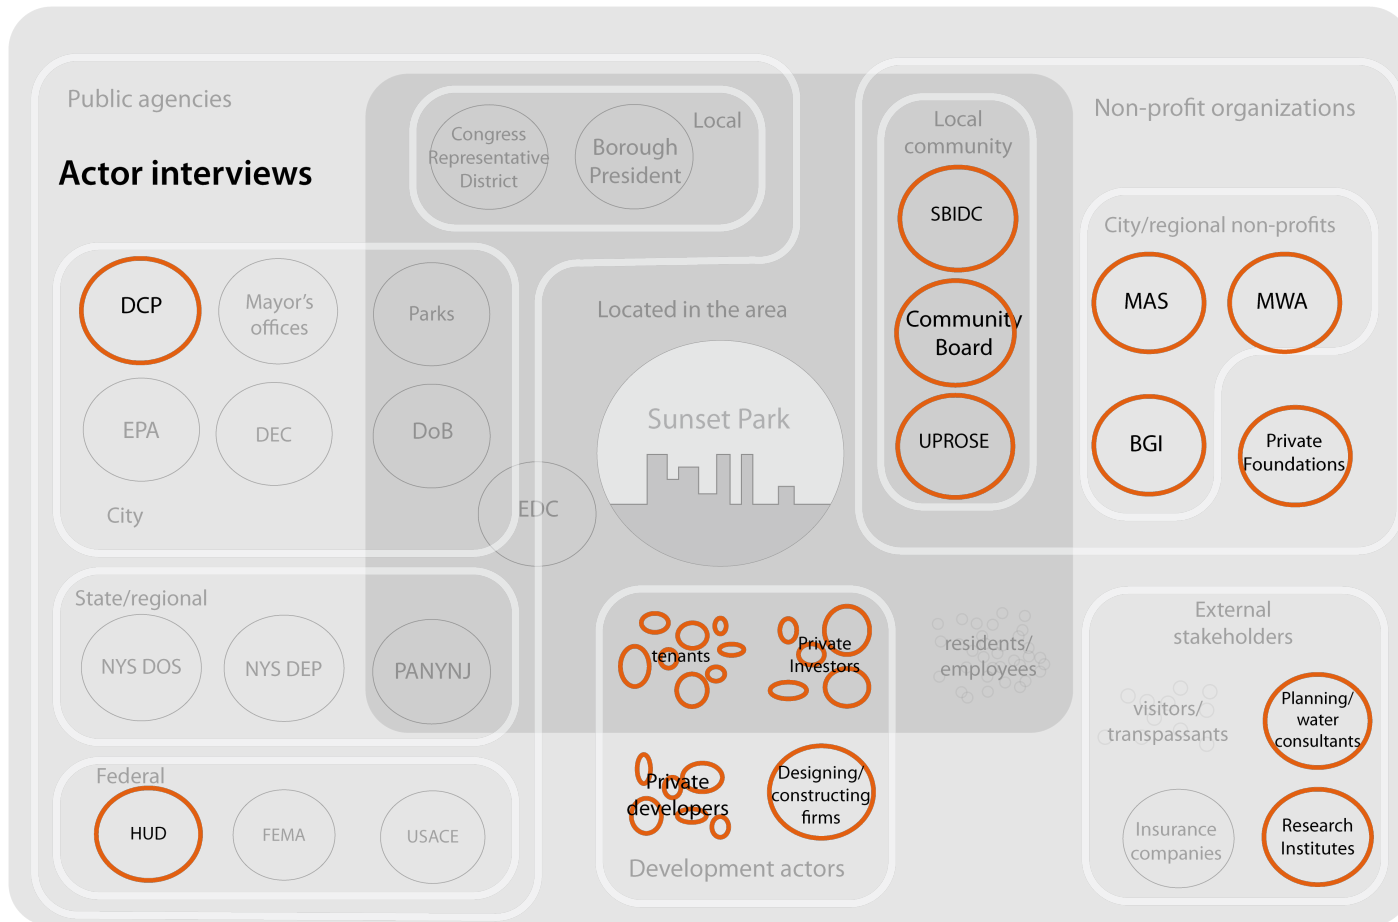 Public agencies
Actor interviews
Congress
Representative
District
Borough
President
Local
Local
community
SBIDC
Community
Board
UPROSE
Non-profit organizations
City/regional non-profits
MAS
MWA
BGI
Private
Foundations
DCP
Mayor's
offices
Parks
EPA
DEC
DoB
City
EDC
Located in the area
Sunset Park
State/regional
NYS DOS
NYS DEP
PANYNJ
Federal
HUD
FEMA
USACE
tenants
Private
Investors
Private
developers
Designing/
constructing
firms
Development actors
residents/
employees
External
stakeholders
visitors/
transpassants
Planning/
water
consultants
Insurance
companies
Research
Institutes